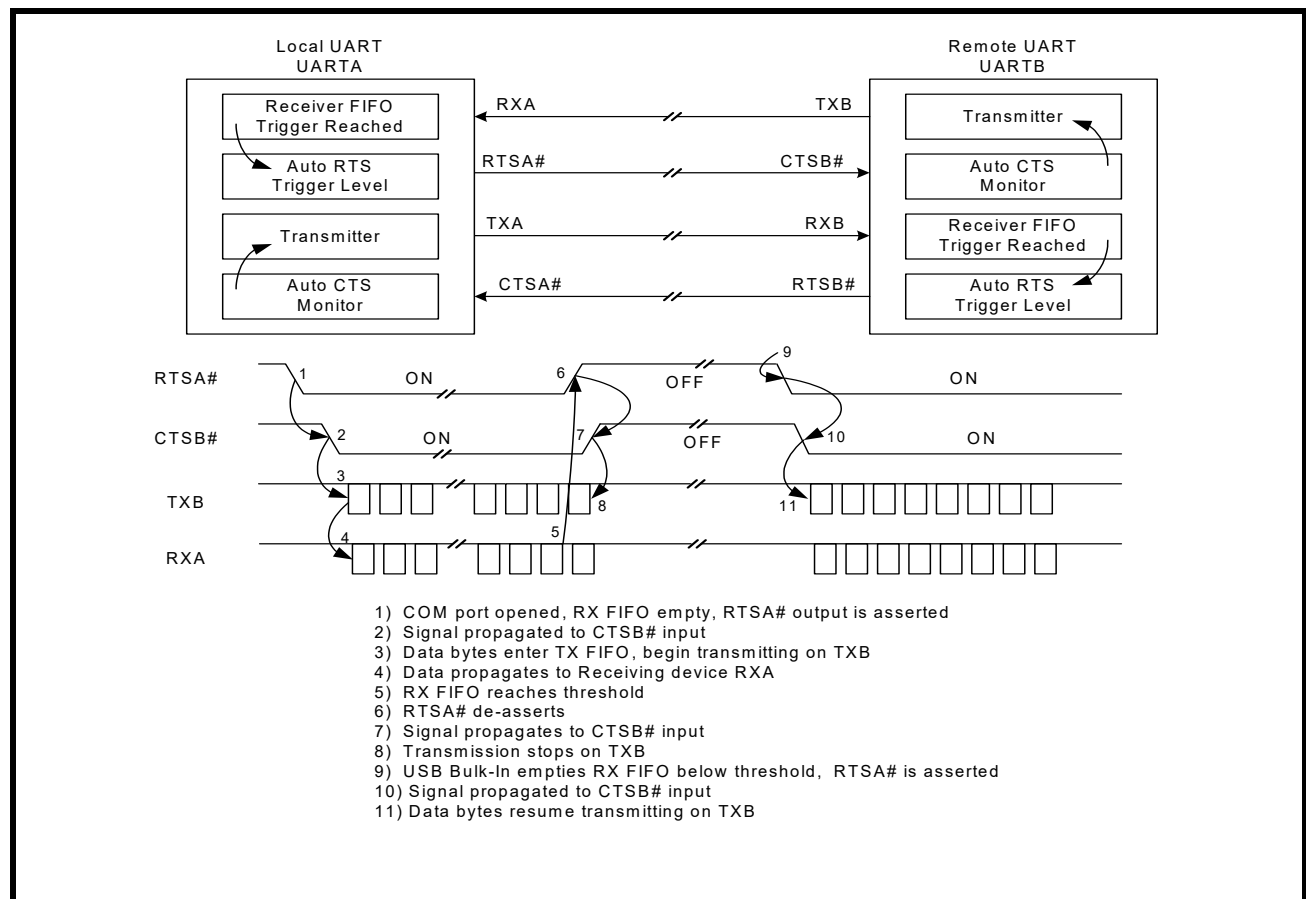 Local UART
UARTA
Remote UART
UARTB
Receiver FIFO
Trigger Reached
Auto RTS
Trigger Level
Transmitter
Auto CTS
Monitor
RXA
TXB
RTSA#
CTSB#
TXA
RXB
CTSA#
RTSB#
Transmitter
Auto CTS
Monitor
Receiver FIFO
Trigger Reached
Auto RTS
Trigger Level
RTSA#
1
ON
6
OFF
9
ON
CTSB#
2
ON
7
OFF
10
ON
TXB
3
8
11
RXA
4
5
1) COM port opened, RX FIFO empty, RTSA# output is asserted
2) Signal propagated to CTSB# input
3) Data bytes enter TX FIFO, begin transmitting on TXB
4) Data propagates to Receiving device RXA
5) RX FIFO reaches threshold
6) RTSA# de-asserts
7) Signal propagates to CTSB# input
8) Transmission stops on TXB
9) USB Bulk-In empties RX FIFO below threshold, RTSA# is asserted
10) Signal propagated to CTSB# input
11) Data bytes resume transmitting on TXB